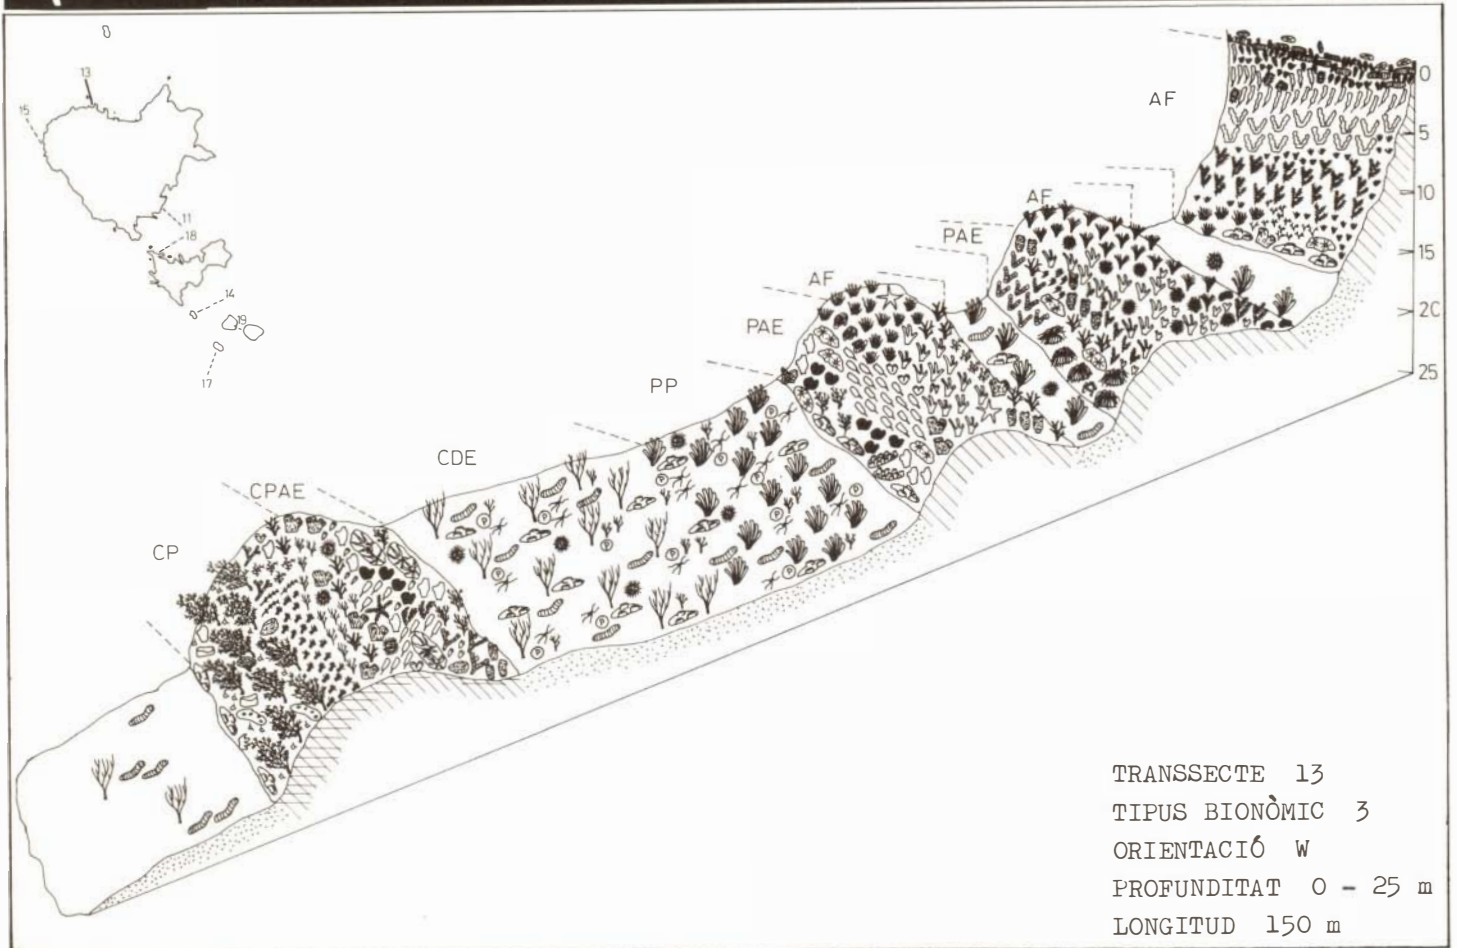 13
15
11
18
14
19
17
AF
0
5
10
15
20
25
AF
PAE
AF
PAE
PP
CDE
CPAE
CP
TRANSSECTE 13
TIPUS BIONÒMIC 3
ORIENTACIÓ W
PROFUNDITAT 0 - 25 m
LONGITUD 150 m